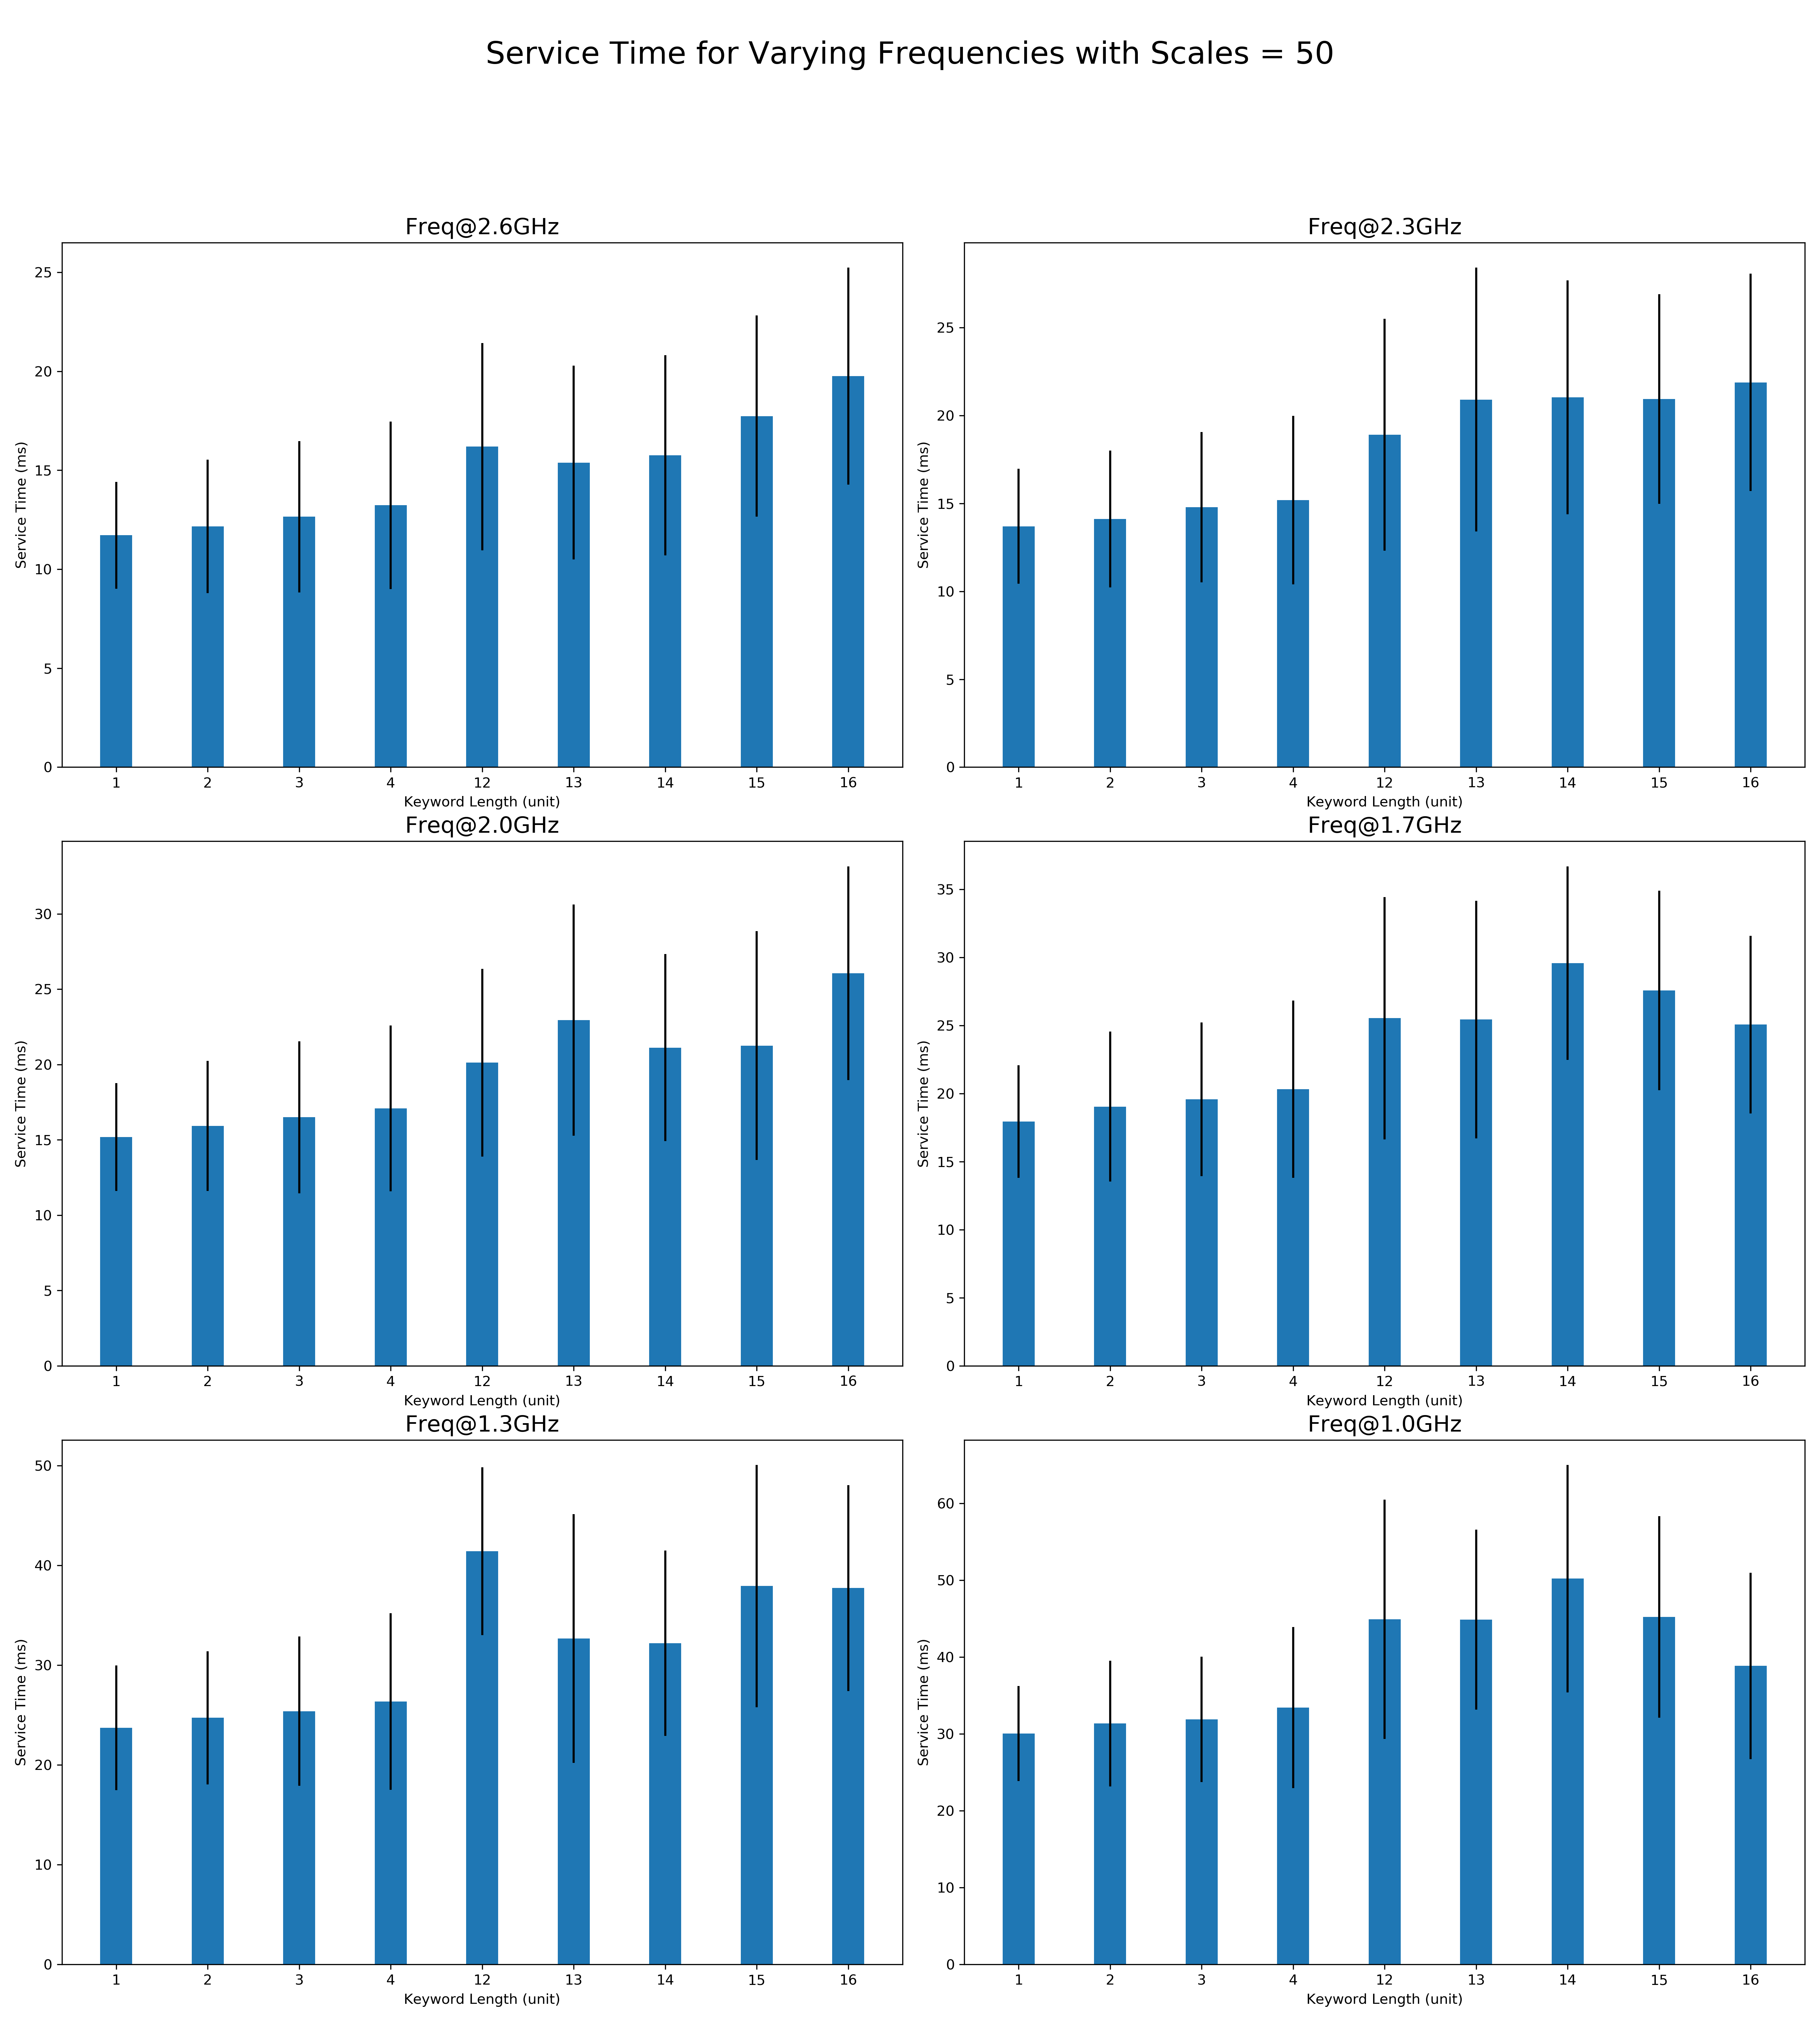 Service Time for Varying Frequencies with Scales = 50
Freq@2.6GHz
Service Time (ms)
25
20
15
10
5
0
1 2 3 4 12 13 14 15 16
Keyword Length (unit)
Freq@2.3GHz
Service Time (ms)
25
20
15
10
5
0
1 2 3 4 12 13 14 15 16
Keyword Length (unit)
Freq@2.0GHz
Service Time (ms)
30
25
20
15
10
5
0
1 2 3 4 12 13 14 15 16
Keyword Length (unit)
Freq@1.7GHz
Service Time (ms)
35
30
25
20
15
10
5
0
1 2 3 4 12 13 14 15 16
Keyword Length (unit)
Freq@1.3GHz
Service Time (ms)
50
40
30
20
10
0
1 2 3 4 12 13 14 15 16
Keyword Length (unit)
Freq@1.0GHz
Service Time (ms)
60
50
40
30
20
10
0
1 2 3 4 12 13 14 15 16
Keyword Length (unit)